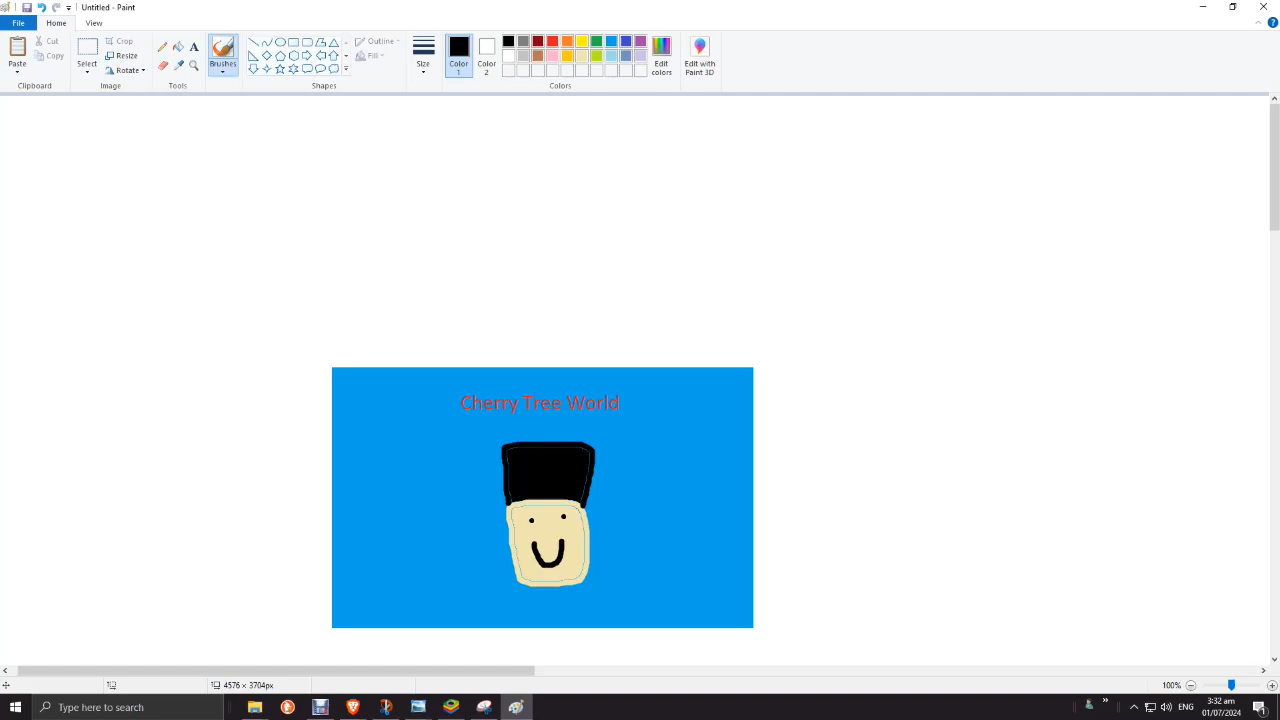 Untitled - Paint
File Home View
Paste
Cut
Copy
Clipboard
Select
Crop
Resize
Rotate
Image
A
Tools
Brushes
Outline
Fill
Shapes
Size
Color 1
Color 2
Edit colors
Colors
Edit with Paint 3D
Cherry Tree World
4576 × 3704px
100%
Type here to search
ENG
3:32 pm
01/07/2024
1